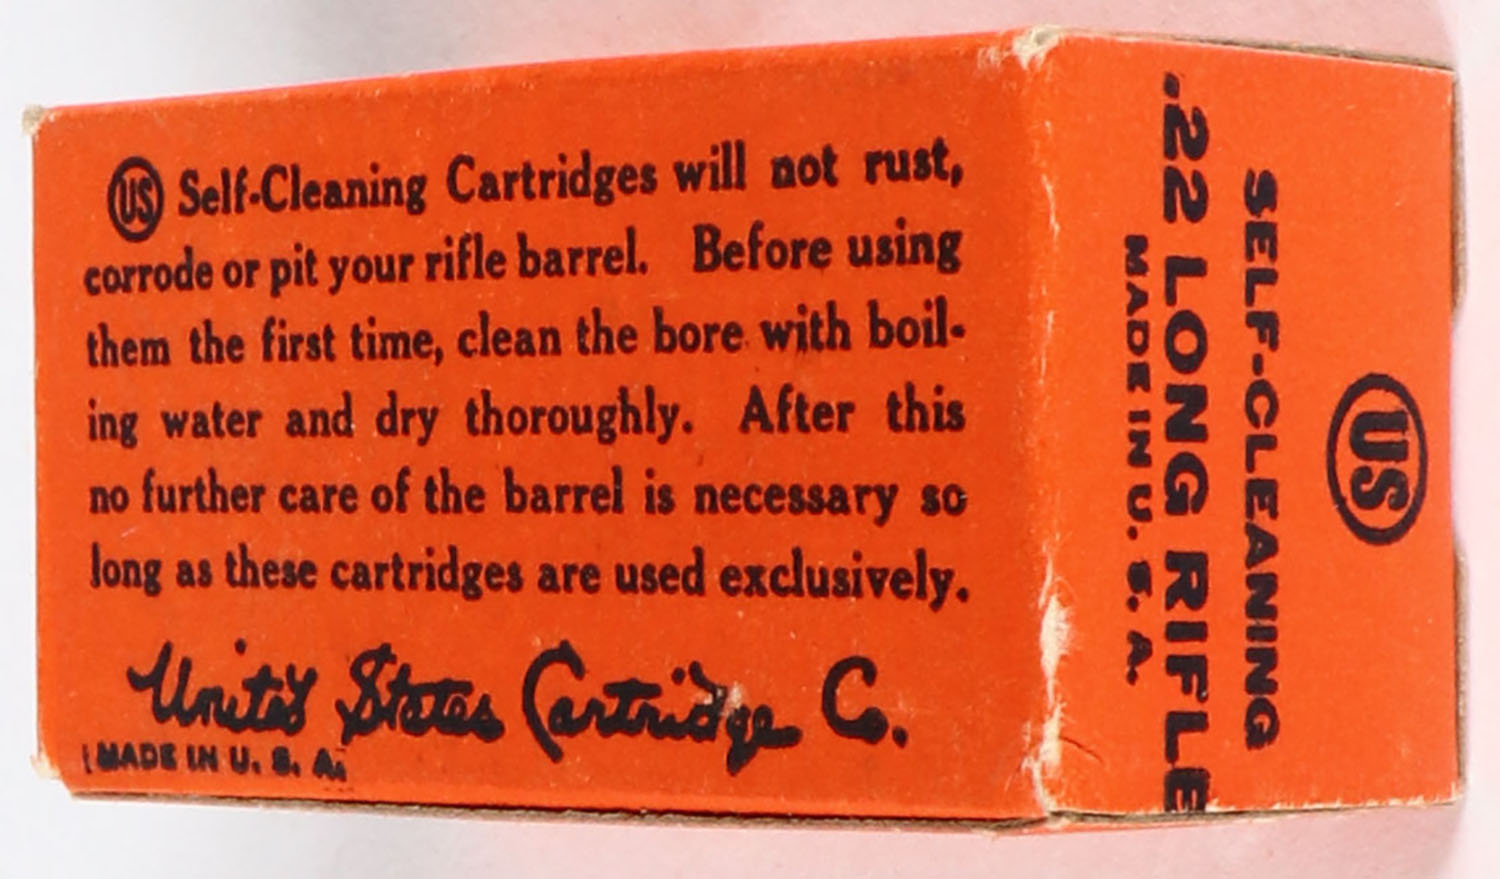 US Self-Cleaning Cartridges will not rust,
corrode or pit your rifle barrel. Before using
them the first time, clean the bore with boil-
ing water and dry thoroughly. After this
no further care of the barrel is necessary so
long as these cartridges are used exclusively.
United States Cartridge Co.
MADE IN U. S. A.
US
SELF-CLEANING
.22 LONG RIFLE
MADE IN U. S. A.